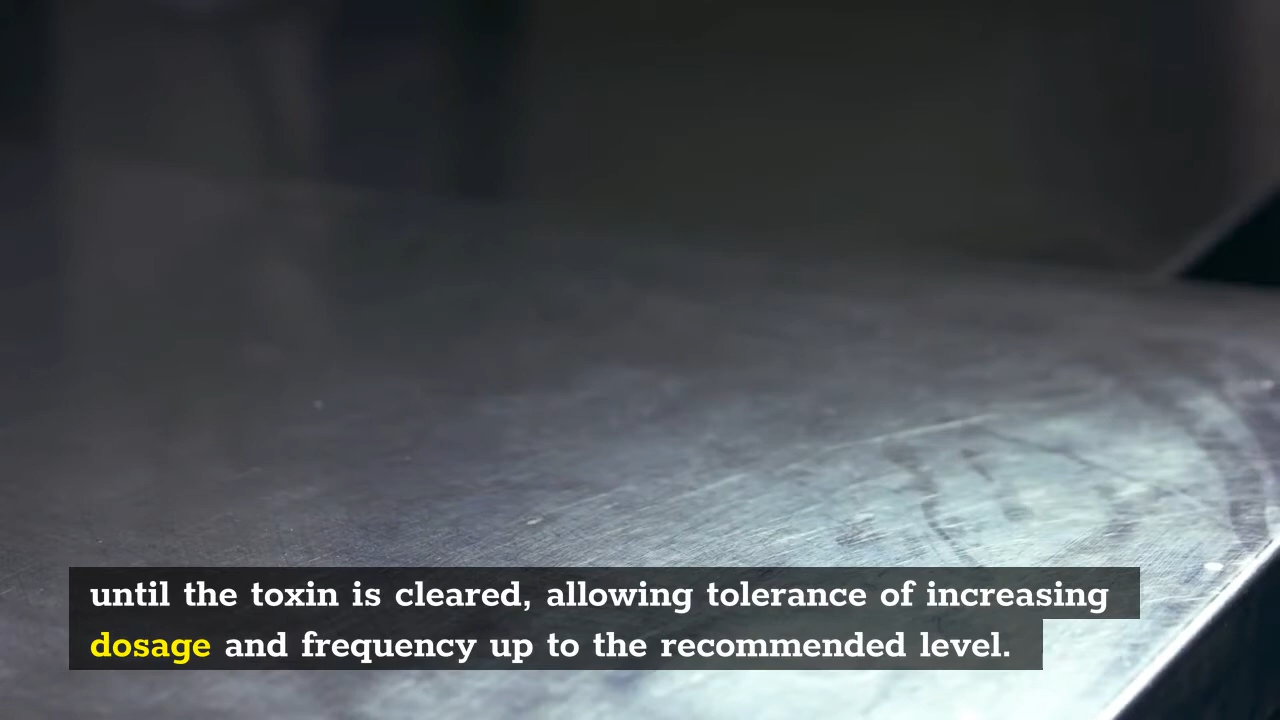 until the toxin is cleared, allowing tolerance of increasing
dosage and frequency up to the recommended level.